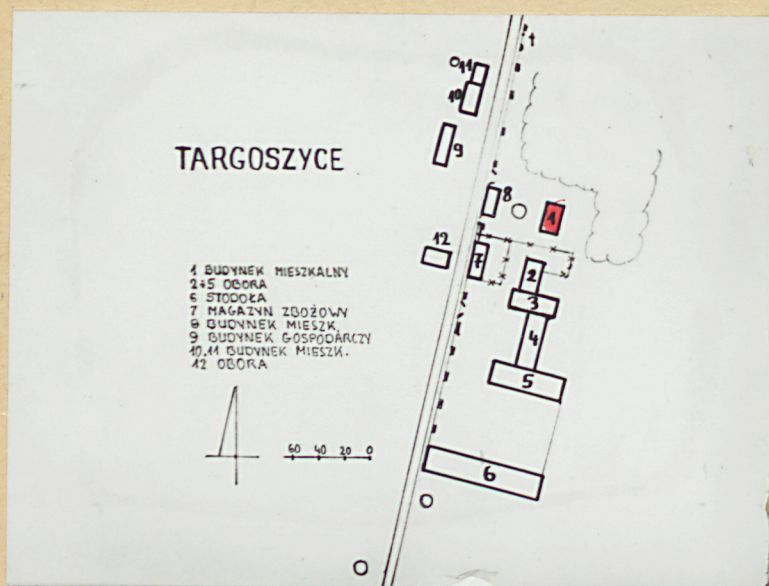 TARGOSZYCE
1 BUDYNEK MIESZKALNY
2÷5 OBORA
6 STODOŁA
7 MAGAZYN ZBOŻOWY
8 BUDYNEK MIESZK.
9 BUDYNEK GOSPODARCZY
10,11 BUDYNEK MIESZK.
12 OBORA
60 40 20 0
11
10
9
8
1
12
7
2
3
4
5
6